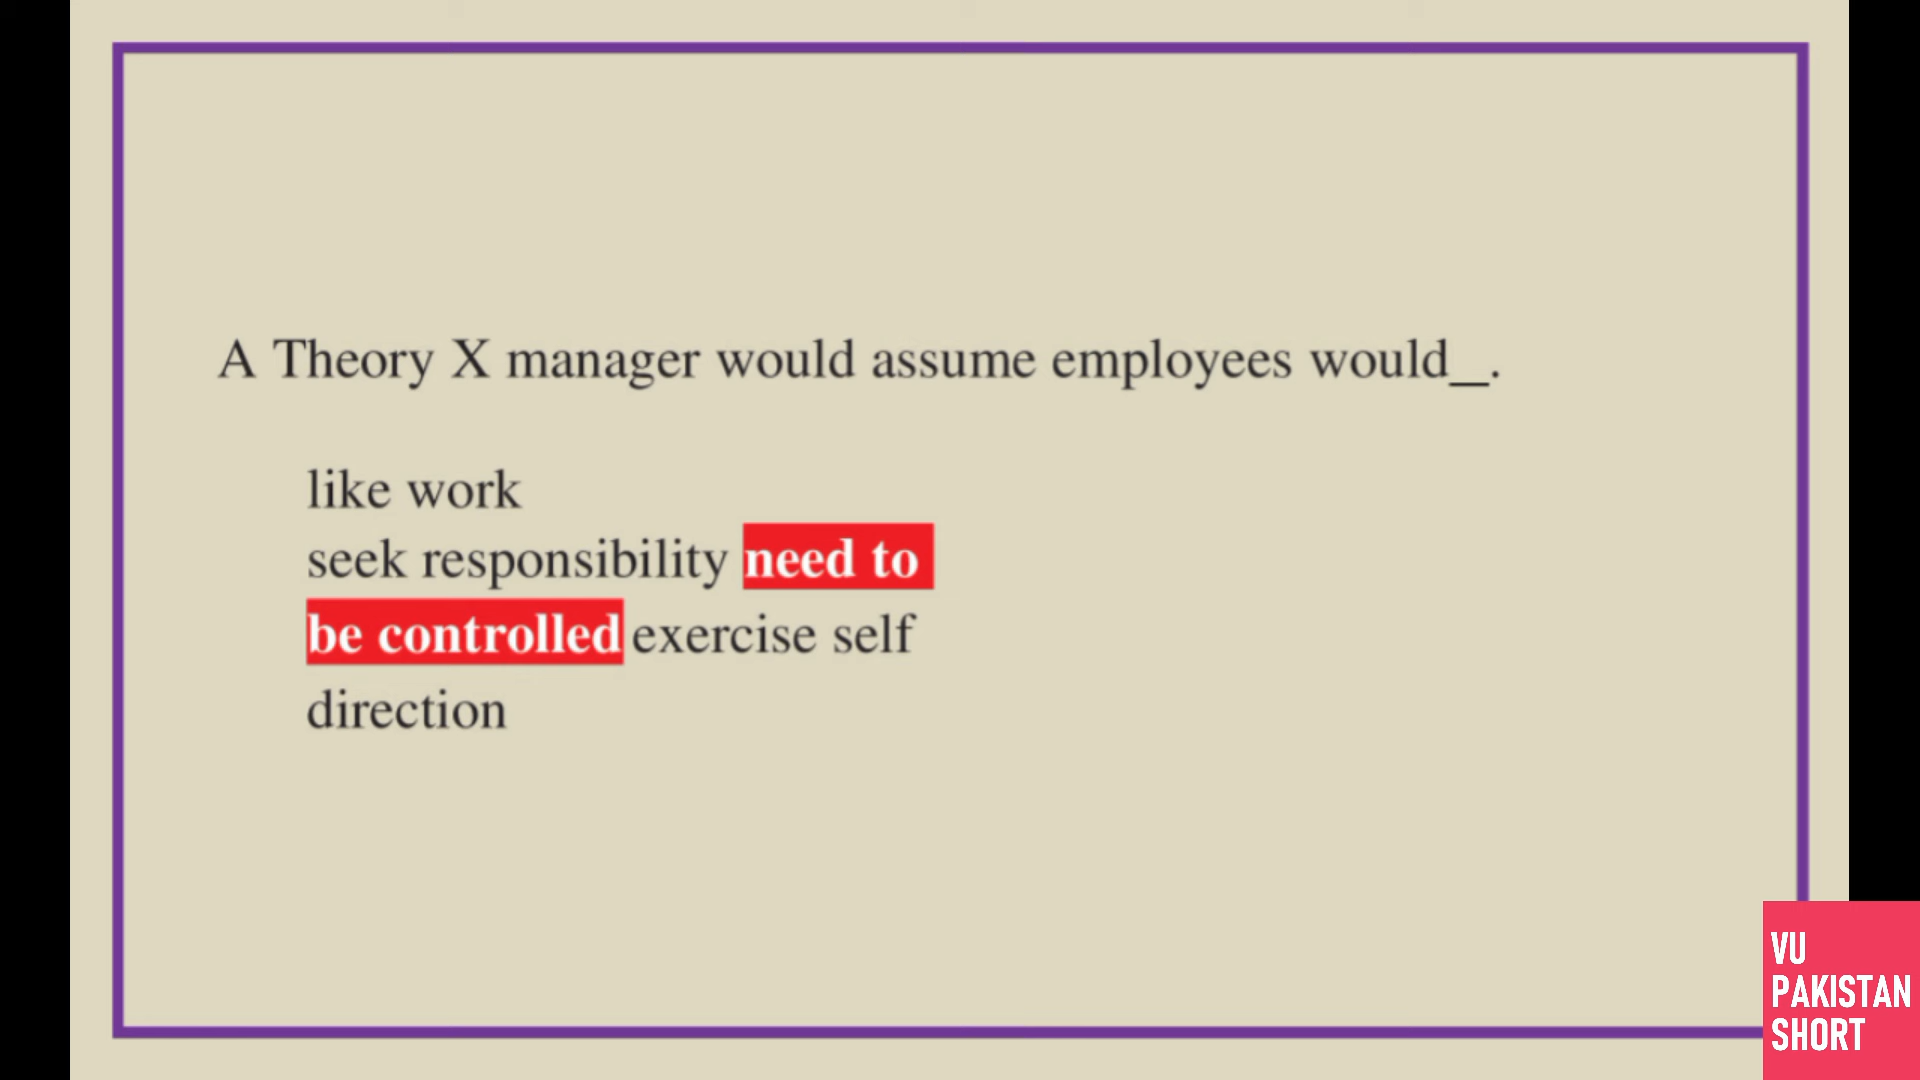 A Theory X manager would assume employees would_.
like work
seek responsibility need to
be controlled exercise self
direction
VU
PAKISTAN
SHORT